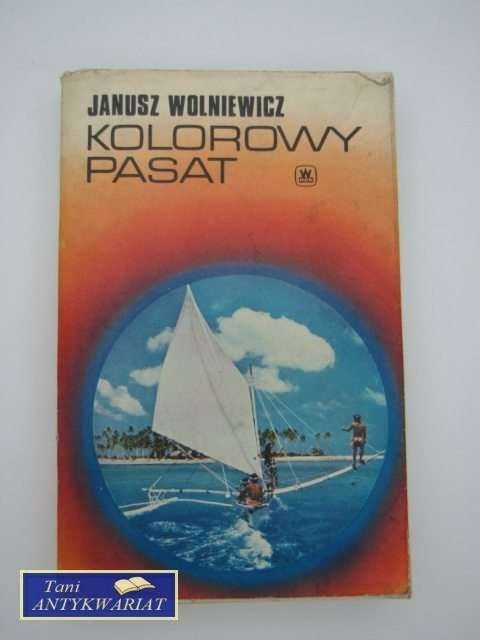 JANUSZ WOLNIEWICZ
KOLOROWY
PASAT
W
Tani
ANTYKWARIAT